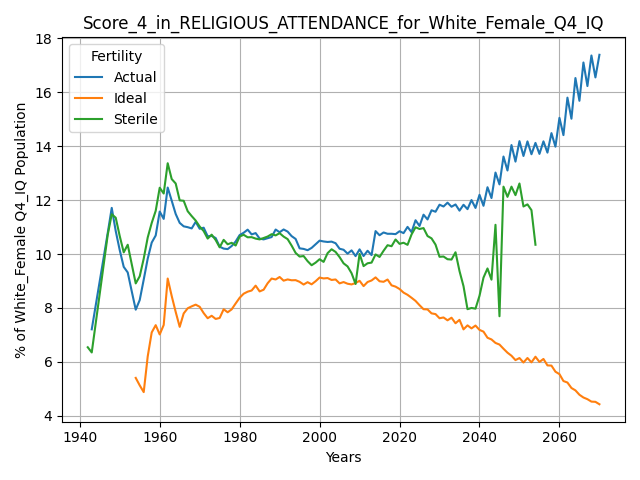 Score_4_in_RELIGIOUS_ATTENDANCE_for_White_Female_Q4_IQ
Fertility
Actual
Ideal
Sterile
% of White_Female Q4_IQ Population
18
16
14
12
10
8
6
4
1940 1960 1980 2000 2020 2040 2060
Years